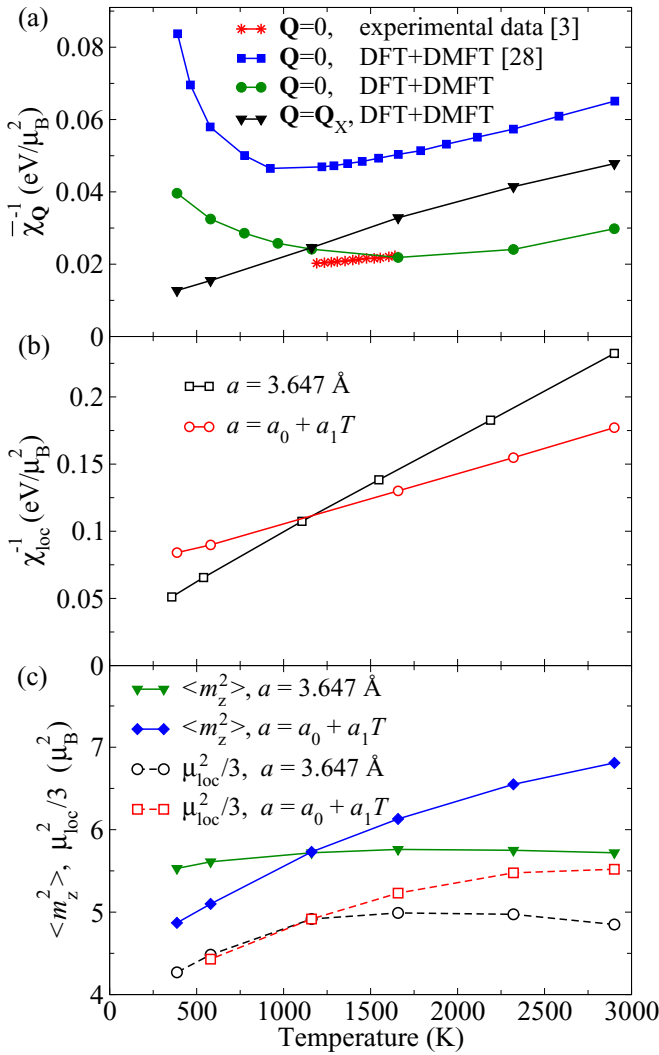 (a)
0.08
0.06
0.04
0.02
0
χ̄_Q^{-1} (eV/μ_B^2)
Q=0, experimental data [3]
Q=0, DFT+DMFT [28]
Q=0, DFT+DMFT
Q=Q_X, DFT+DMFT
(b)
0.2
0.15
0.1
0.05
0
χ_loc^{-1} (eV/μ_B^2)
a = 3.647 Å
a = a_0 + a_1T
(c)
7
6
5
4
<m_z^2>, μ_loc^2/3 (μ_B^2)
<m_z^2>, a = 3.647 Å
<m_z^2>, a = a_0 + a_1T
μ_loc^2/3, a = 3.647 Å
μ_loc^2/3, a = a_0 + a_1T
0 500 1000 1500 2000 2500 3000
Temperature (K)